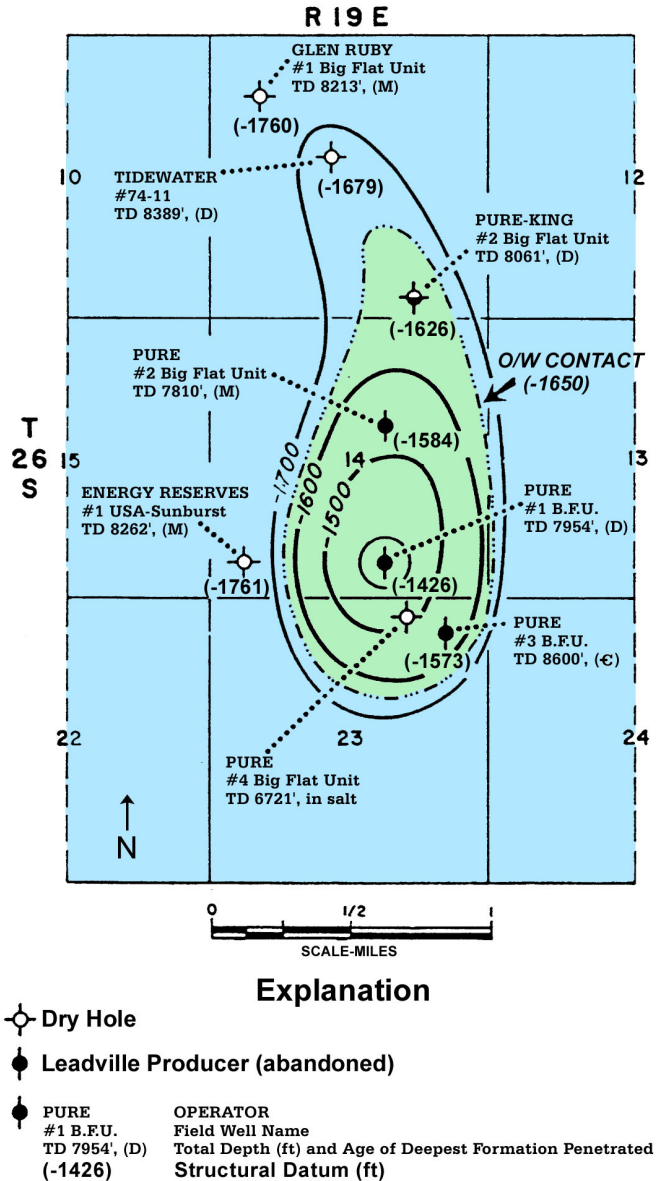 R 19 E
GLEN RUBY
#1 Big Flat Unit
TD 8213', (M)
(-1760)
TIDEWATER
#74-11
TD 8389', (D)
(-1679)
10
12
PURE-KING
#2 Big Flat Unit
TD 8061', (D)
(-1626)
O/W CONTACT
(-1650)
PURE
#2 Big Flat Unit
TD 7810', (M)
(-1584)
T
26
S
15
14
13
-1700
-1600
-1500
ENERGY RESERVES
#1 USA-Sunburst
TD 8262', (M)
(-1761)
PURE
#1 B.F.U.
TD 7954', (D)
(-1426)
PURE
#3 B.F.U.
TD 8600', (€)
(-1573)
22
23
24
PURE
#4 Big Flat Unit
TD 6721', in salt
N
0
1/2
1
SCALE-MILES
Explanation
Dry Hole
Leadville Producer (abandoned)
PURE OPERATOR
#1 B.F.U. Field Well Name
TD 7954', (D) Total Depth (ft) and Age of Deepest Formation Penetrated
(-1426) Structural Datum (ft)